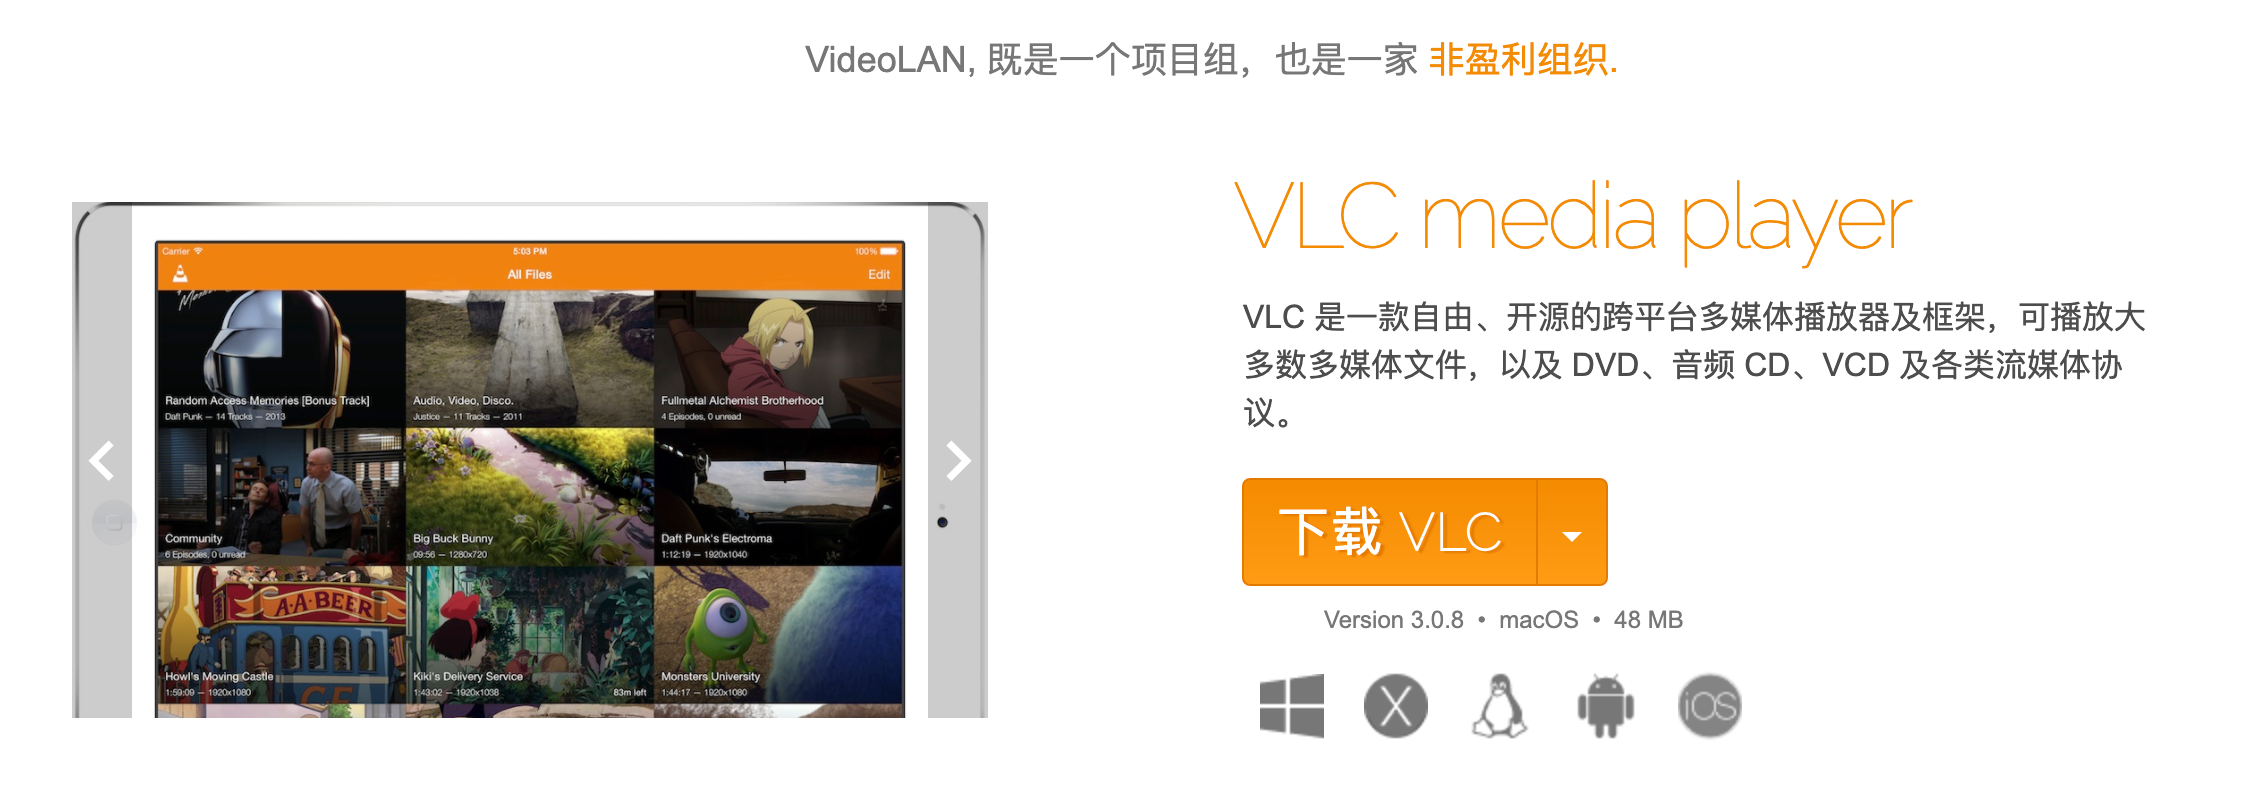 VideoLAN, 既是一个项目组，也是一家 非盈利组织.
Carrier 5:03 PM 100%
All Files Edit
Random Access Memories [Bonus Track]
Daft Punk — 14 Tracks — 2013
Audio, Video, Disco.
Justice — 11 Tracks — 2011
Fullmetal Alchemist Brotherhood
4 Episodes, 0 unread
Community
6 Episodes, 0 unread
Big Buck Bunny
09:56 — 1280x720
Daft Punk's Electroma
1:12:19 — 1920x1040
A·A·BEER
Howl's Moving Castle
1:59:09 — 1920x1080
Kiki's Delivery Service
1:43:02 — 1920x1038 83m left
Monsters University
1:44:17 — 1920x1080
VLC media player
VLC 是一款自由、开源的跨平台多媒体播放器及框架，可播放大
多数多媒体文件，以及 DVD、音频 CD、VCD 及各类流媒体协
议。
下载 VLC
Version 3.0.8 • macOS • 48 MB
X
iOS